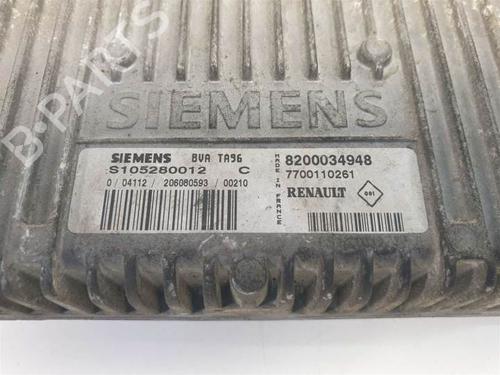 B-PARTS
SIEMENS
SIEMENS BVA TA96
S105280012 C
0 / 04112 / 206080593 / 00210
MADE IN FRANCE
8200034948
7700110261
RENAULT